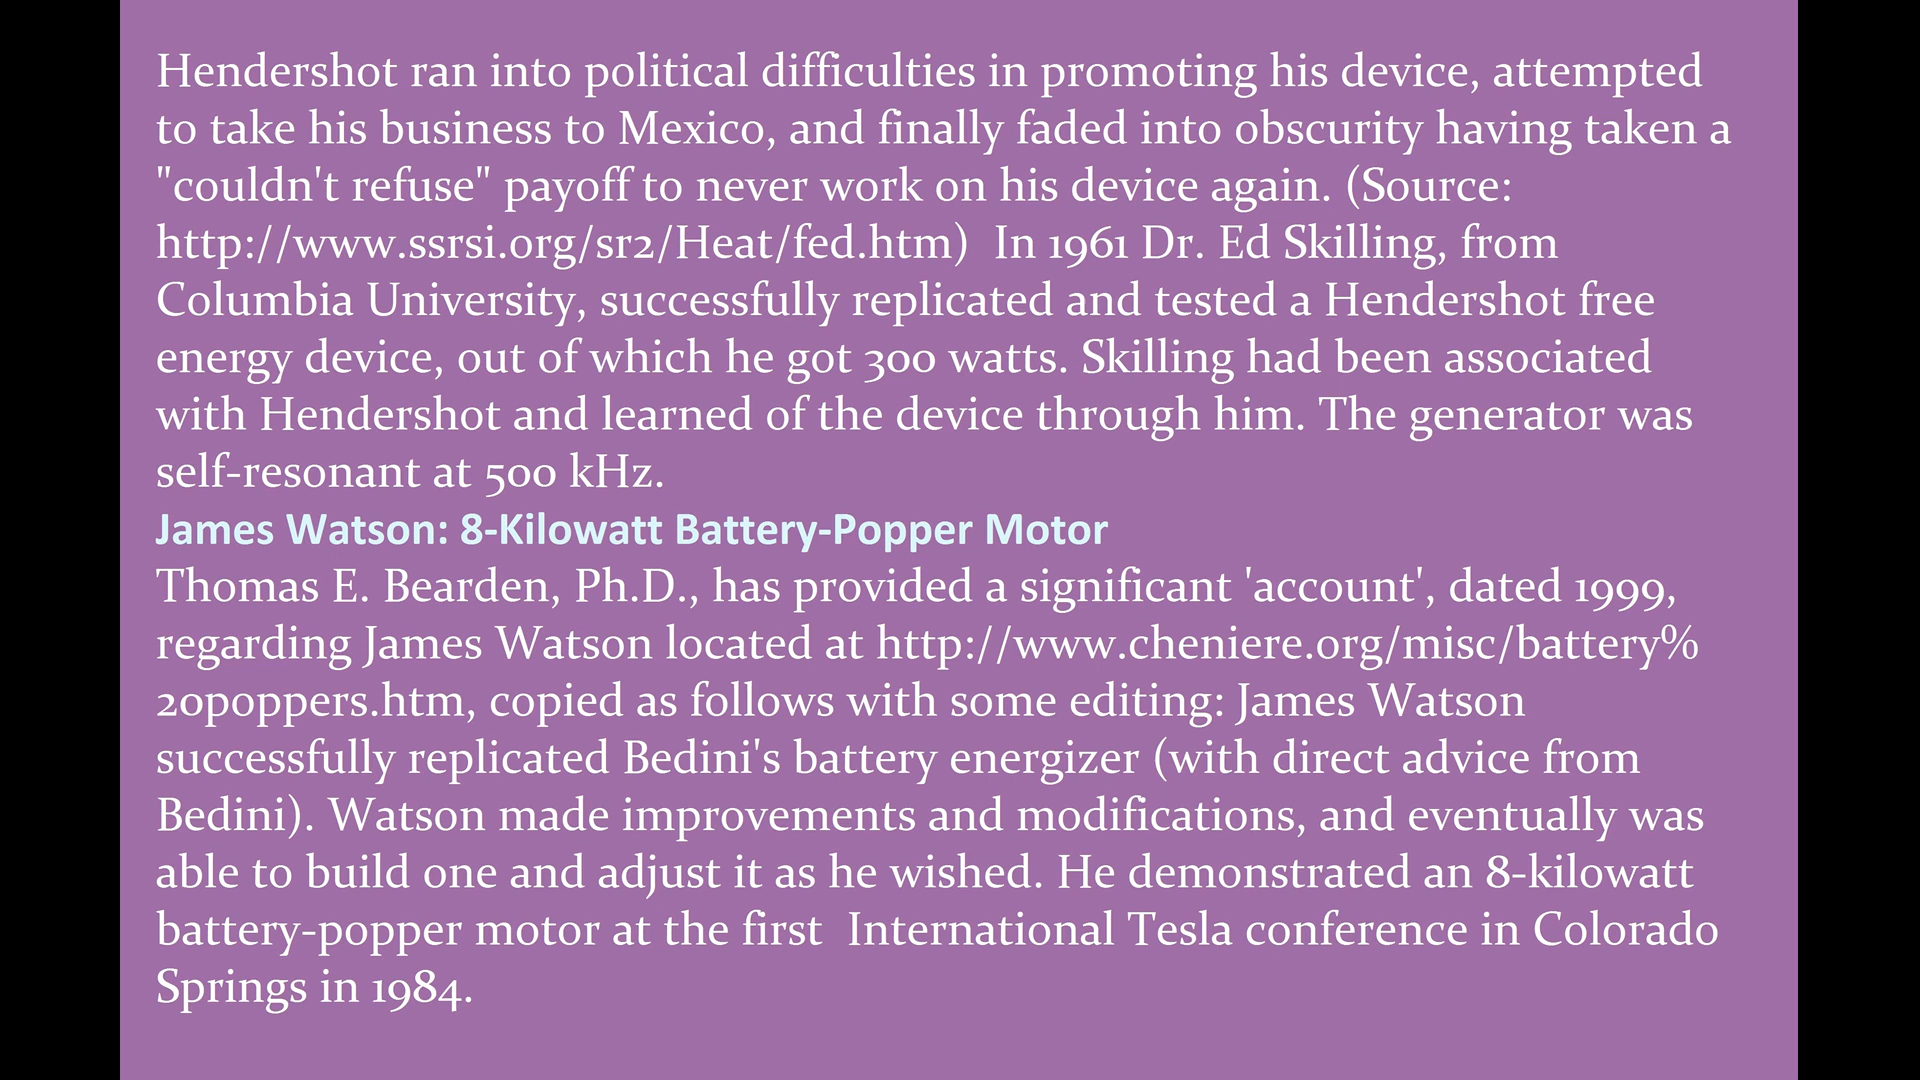 Hendershot ran into political difficulties in promoting his device, attempted
to take his business to Mexico, and finally faded into obscurity having taken a
"couldn't refuse" payoff to never work on his device again. (Source:
http://www.ssrsi.org/sr2/Heat/fed.htm)  In 1961 Dr. Ed Skilling, from
Columbia University, successfully replicated and tested a Hendershot free
energy device, out of which he got 300 watts. Skilling had been associated
with Hendershot and learned of the device through him. The generator was
self-resonant at 500 kHz.
James Watson: 8-Kilowatt Battery-Popper Motor
Thomas E. Bearden, Ph.D., has provided a significant 'account', dated 1999,
regarding James Watson located at http://www.cheniere.org/misc/battery%
20poppers.htm, copied as follows with some editing: James Watson
successfully replicated Bedini's battery energizer (with direct advice from
Bedini). Watson made improvements and modifications, and eventually was
able to build one and adjust it as he wished. He demonstrated an 8-kilowatt
battery-popper motor at the first  International Tesla conference in Colorado
Springs in 1984.